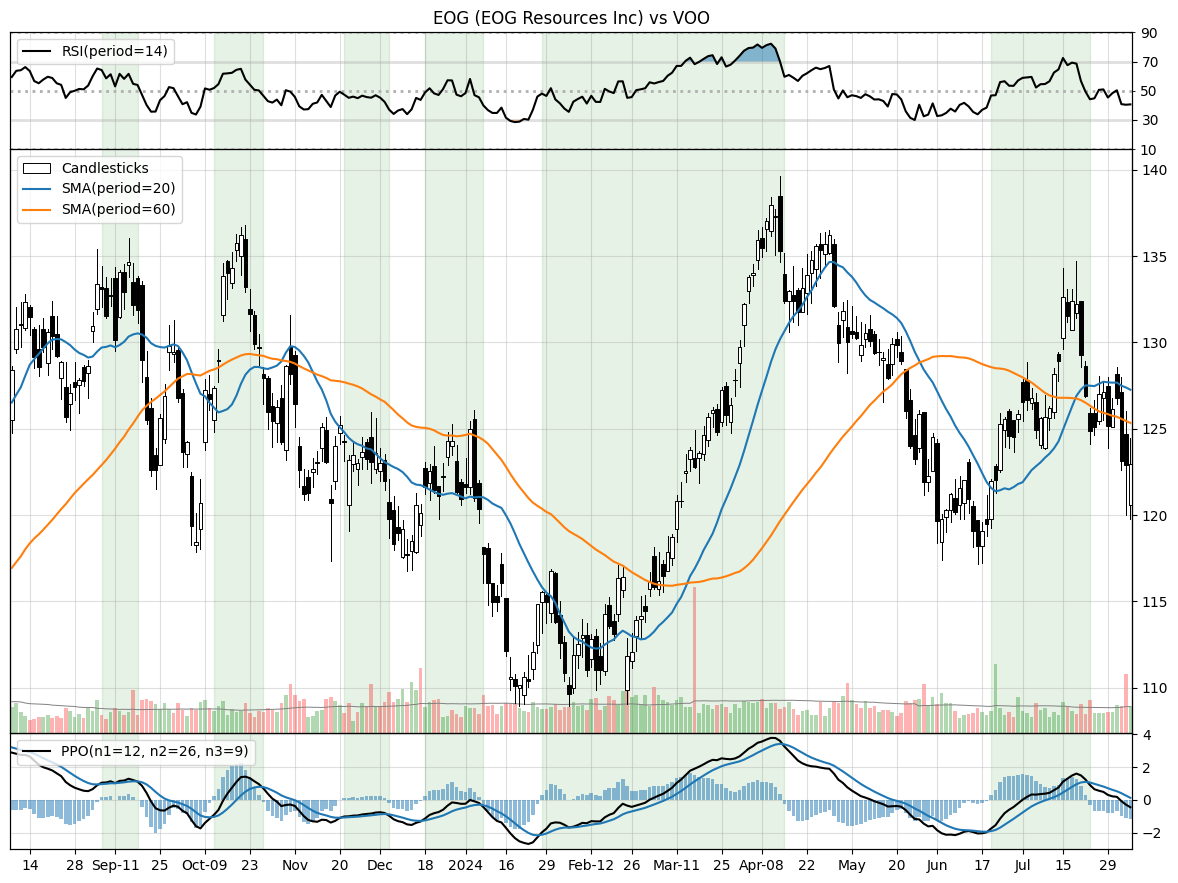 EOG (EOG Resources Inc) vs VOO
RSI(period=14)
90
70
50
30
10
Candlesticks
SMA(period=20)
SMA(period=60)
140
135
130
125
120
115
110
PPO(n1=12, n2=26, n3=9)
4
2
0
−2
14 28 Sep-11 25 Oct-09 23 Nov 20 Dec 18 2024 16 29 Feb-12 26 Mar-11 25 Apr-08 22 May 20 Jun 17 Jul 15 29